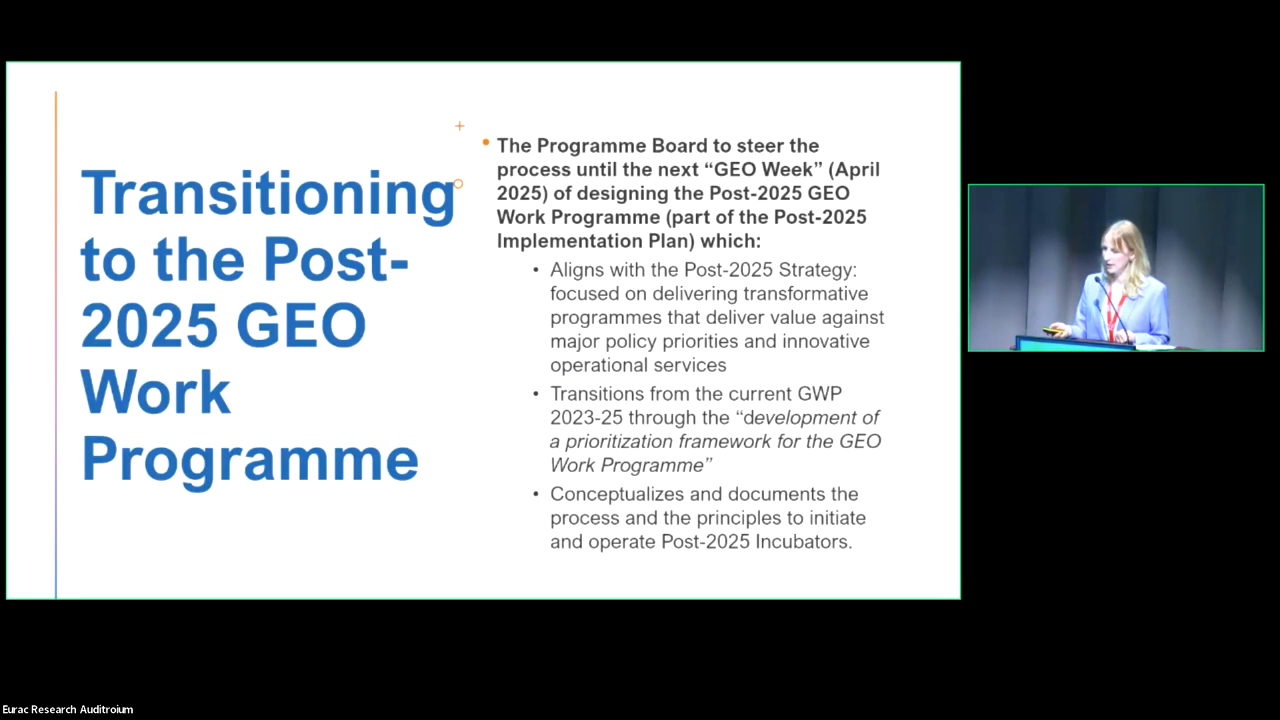 Transitioning
to the Post-
2025 GEO
Work
Programme
• The Programme Board to steer the
process until the next “GEO Week” (April
2025) of designing the Post-2025 GEO
Work Programme (part of the Post-2025
Implementation Plan) which:
• Aligns with the Post-2025 Strategy:
focused on delivering transformative
programmes that deliver value against
major policy priorities and innovative
operational services
• Transitions from the current GWP
2023-25 through the “development of
a prioritization framework for the GEO
Work Programme”
• Conceptualizes and documents the
process and the principles to initiate
and operate Post-2025 Incubators.
Eurac Research Auditroium